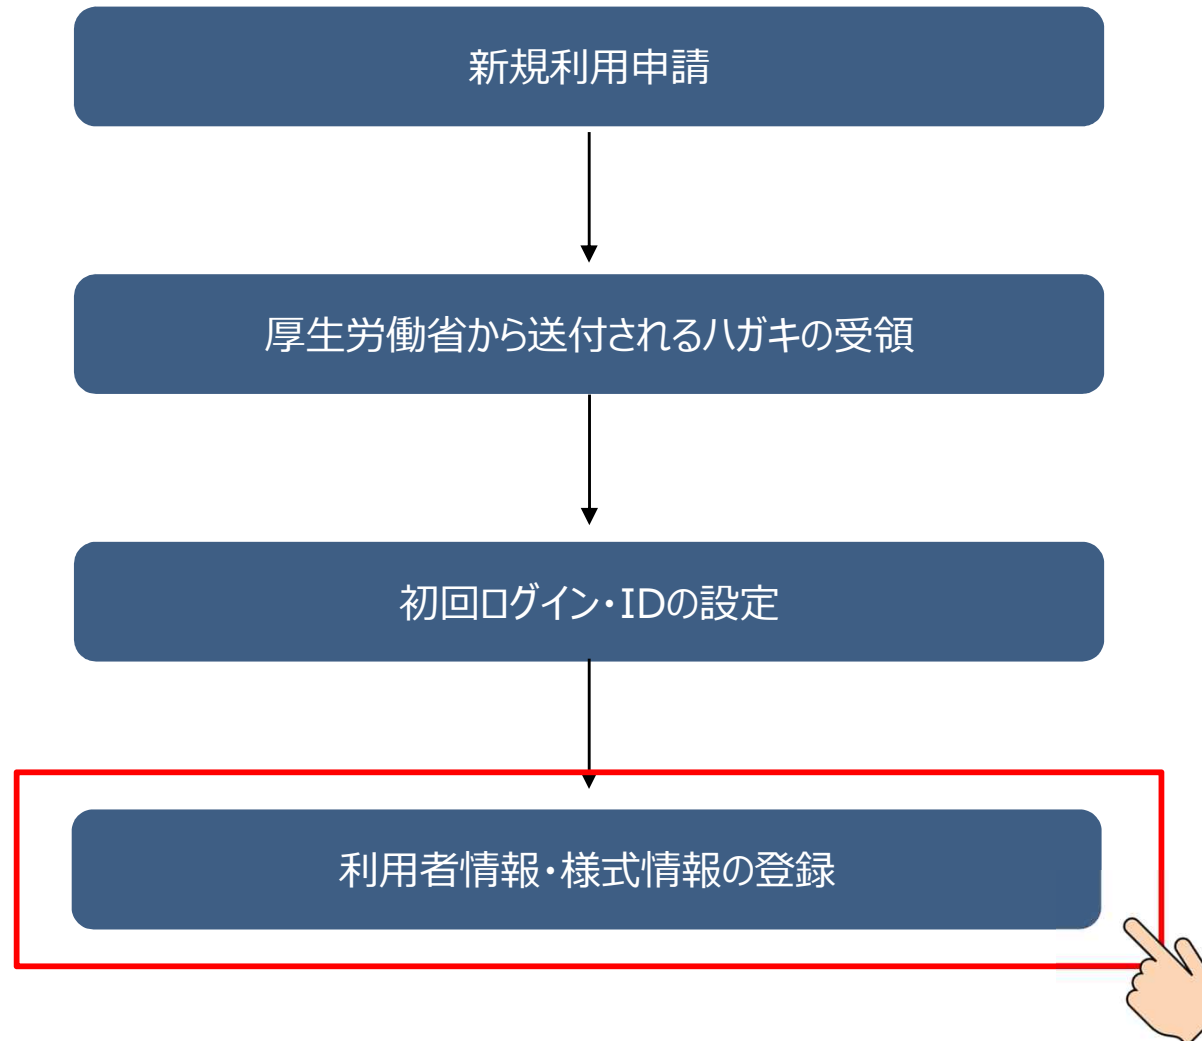 新規利用申請
厚生労働省から送付されるハガキの受領
初回ログイン・IDの設定
利用者情報・様式情報の登録